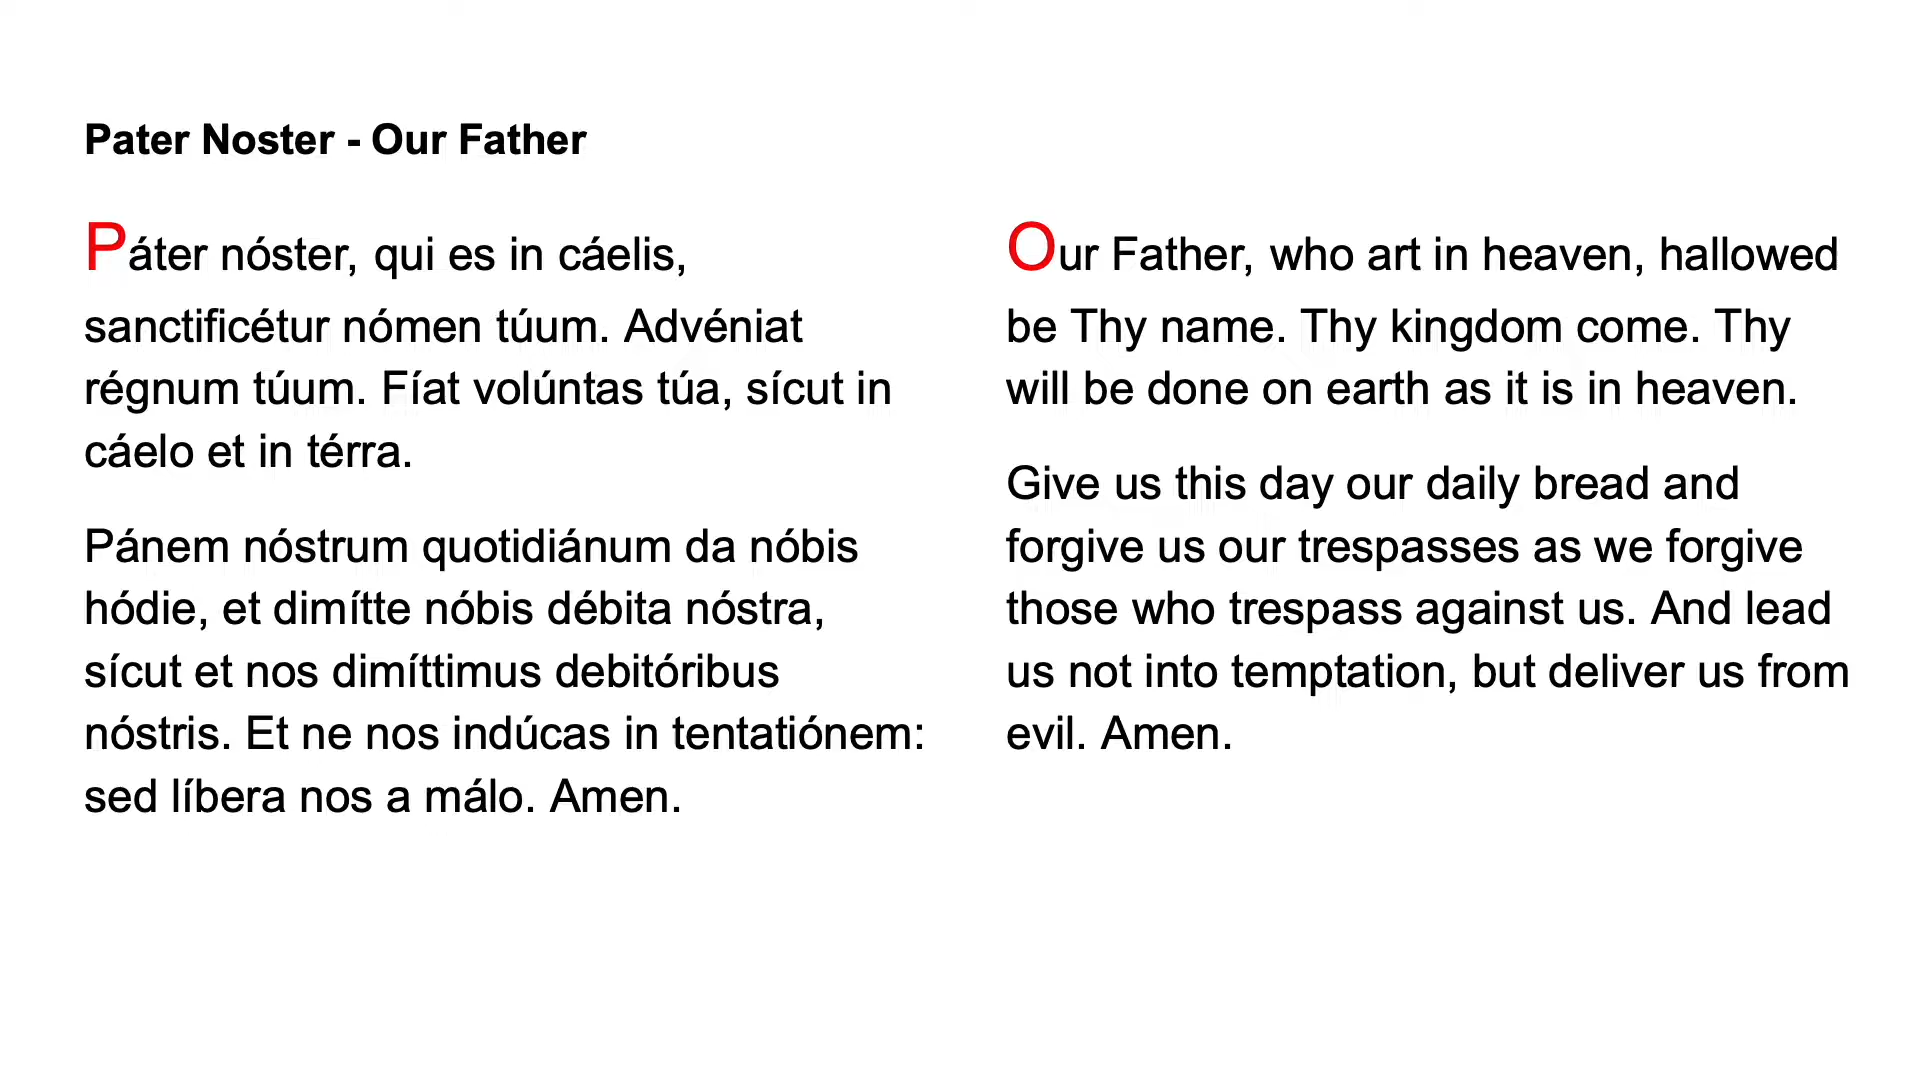 Pater Noster - Our Father
Páter nóster, qui es in cáelis,
sanctificétur nómen túum. Advéniat
régnum túum. Fíat volúntas túa, sícut in
cáelo et in térra.
Pánem nóstrum quotidiánum da nóbis
hódie, et dimítte nóbis débita nóstra,
sícut et nos dimíttimus debitóribus
nóstris. Et ne nos indúcas in tentatiónem:
sed líbera nos a málo. Amen.
Our Father, who art in heaven, hallowed
be Thy name. Thy kingdom come. Thy
will be done on earth as it is in heaven.
Give us this day our daily bread and
forgive us our trespasses as we forgive
those who trespass against us. And lead
us not into temptation, but deliver us from
evil. Amen.